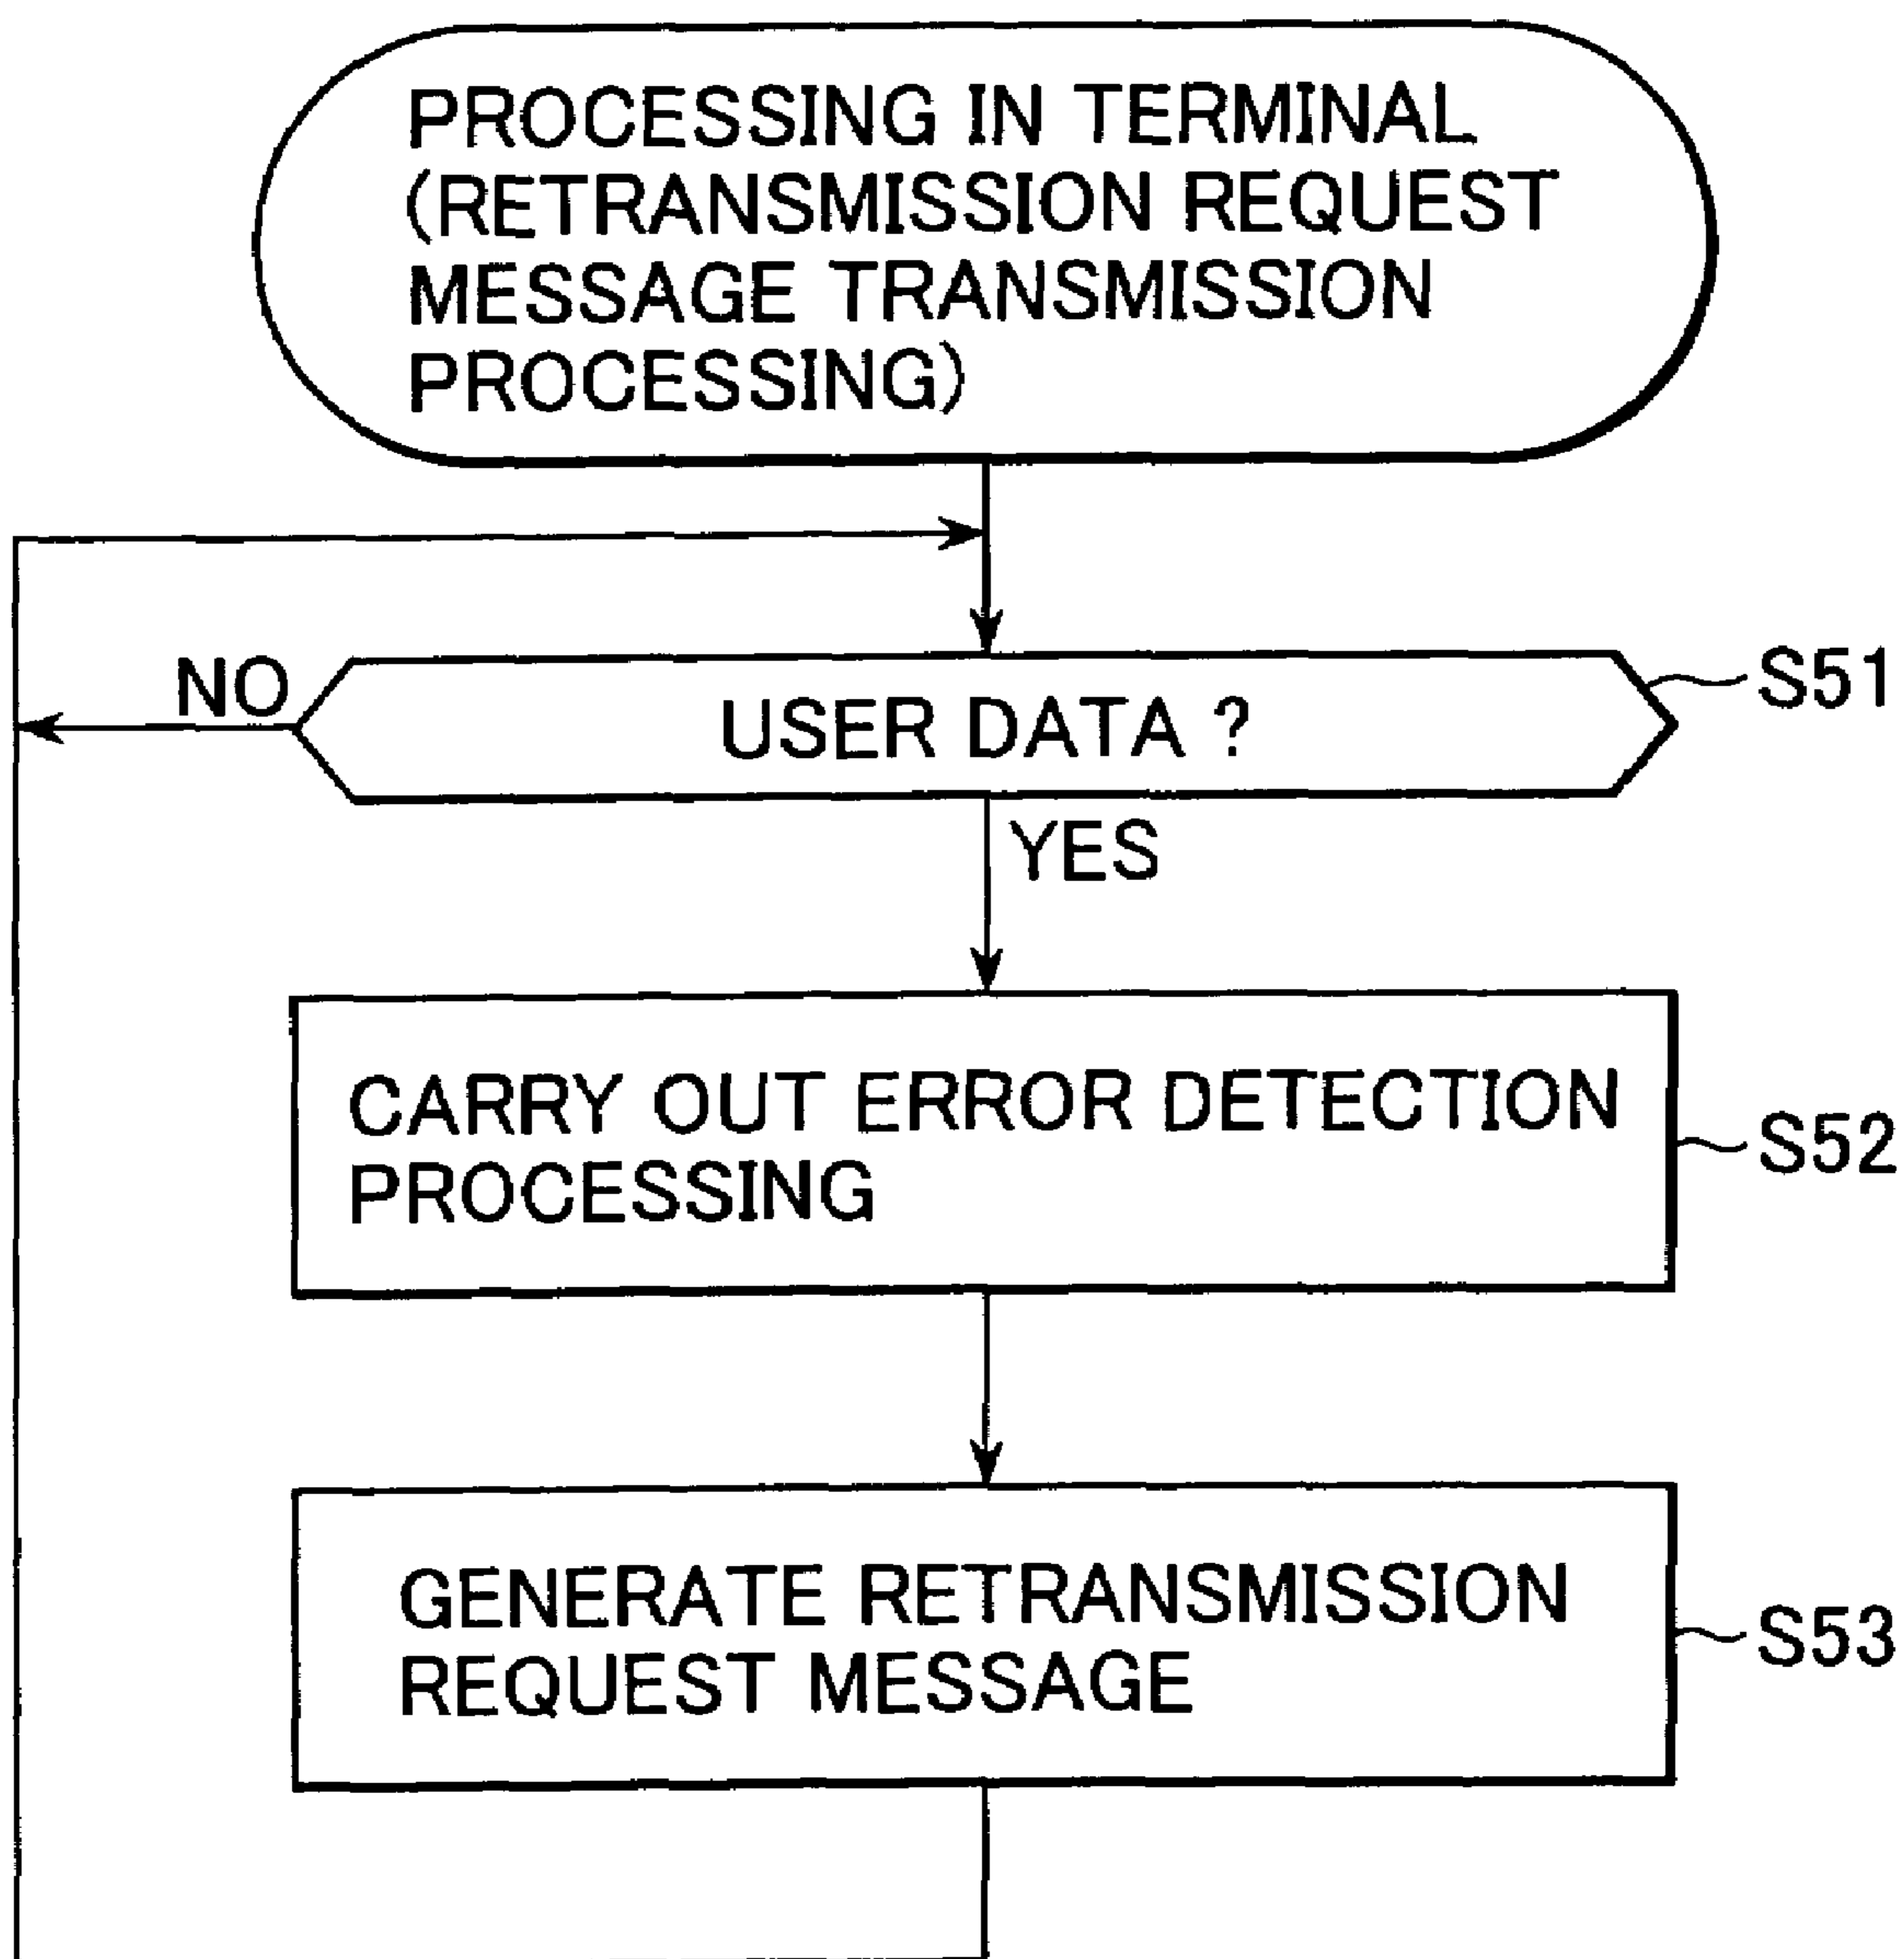 PROCESSING IN TERMINAL
(RETRANSMISSION REQUEST
MESSAGE TRANSMISSION
PROCESSING)
NO
USER DATA ?
S51
YES
CARRY OUT ERROR DETECTION
PROCESSING
S52
GENERATE RETRANSMISSION
REQUEST MESSAGE
S53